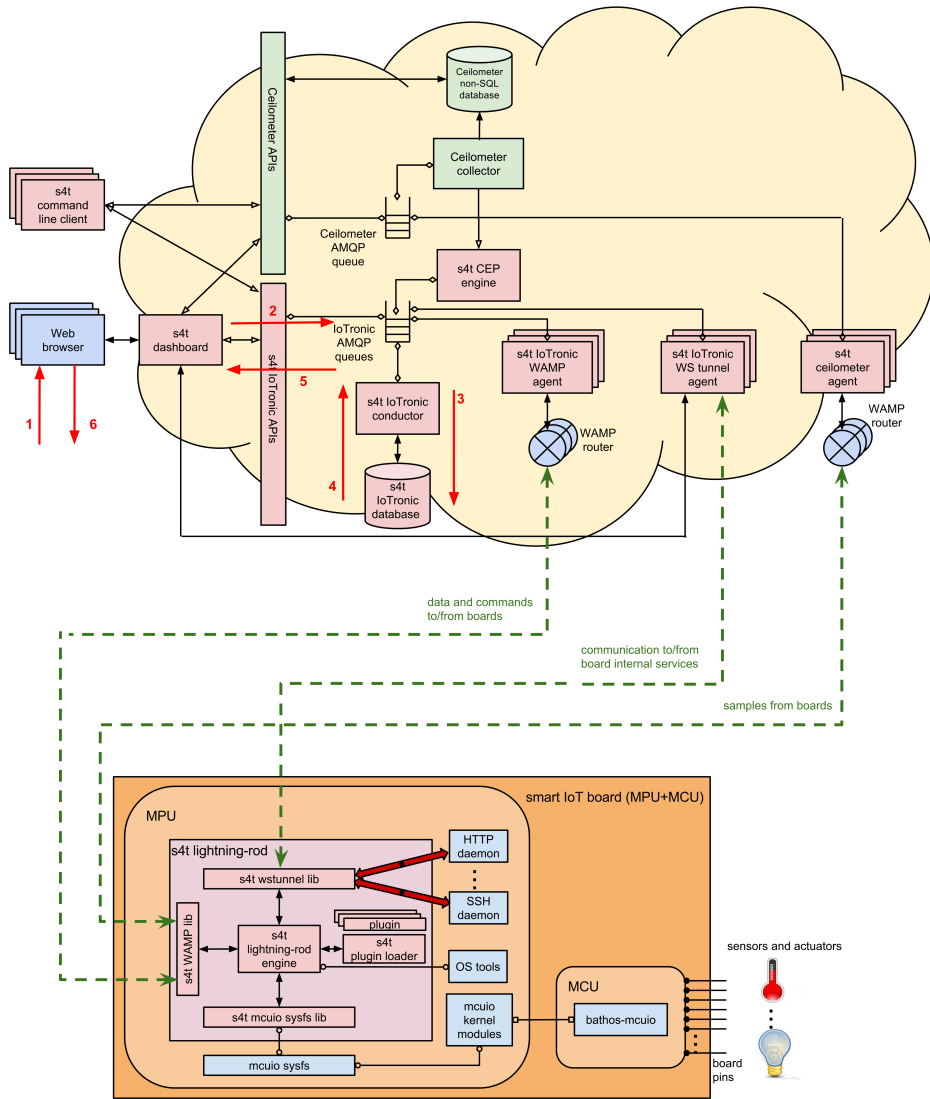 Ceilometer APIs
Ceilometer
non-SQL
database
Ceilometer
collector
s4t
command
line client
Ceilometer
AMQP
queue
s4t CEP
engine
Web
browser
s4t
dashboard
2
IoTronic
AMQP
queues
s4t IoTronic APIs
5
s4t IoTronic
WAMP
agent
s4t IoTronic
WS tunnel
agent
s4t
ceilometer
agent
1
6
s4t IoTronic
conductor
3
4
s4t
IoTronic
database
WAMP
router
WAMP
router
data and commands
to/from boards
communication to/from
board internal services
samples from boards
smart IoT board (MPU+MCU)
MPU
s4t lightning-rod
s4t wstunnel lib
HTTP
daemon
SSH
daemon
s4t WAMP lib
s4t
lightning-rod
engine
plugin
s4t
plugin loader
OS tools
s4t mcuio sysfs lib
mcuio sysfs
mcuio
kernel
modules
MCU
bathos-mcuio
sensors and actuators
board
pins